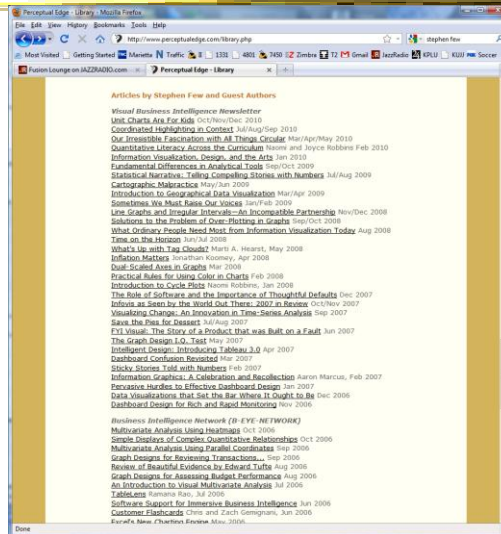 Perceptual Edge - Library - Mozilla Firefox
File Edit View History Bookmarks Tools Help
http://www.perceptualedge.com/library.php
stephen few
Most Visited Getting Started Marietta Traffic 1331 4801 7450 Zimbra T2 Gmail JazzRadio KPLU KUJ Soccer
Fusion Lounge on JAZZRADIO.com
Perceptual Edge - Library
Articles by Stephen Few and Guest Authors
Visual Business Intelligence Newsletter
Unit Charts Are For Kids Oct/Nov/Dec 2010
Coordinated Highlighting in Context Jul/Aug/Sep 2010
Our Irresistible Fascination with All Things Circular Mar/Apr/May 2010
Quantitative Literacy Across the Curriculum Naomi and Joyce Robbins Feb 2010
Information Visualization, Design, and the Arts Jan 2010
Fundamental Differences in Analytical Tools Sep/Oct 2009
Statistical Narrative: Telling Compelling Stories with Numbers Jul/Aug 2009
Cartographic Malpractice May/Jun 2009
Introduction to Geographical Data Visualization Mar/Apr 2009
Sometimes We Must Raise Our Voices Jan/Feb 2009
Line Graphs and Irregular Intervals—An Incompatible Partnership Nov/Dec 2008
Solutions to the Problem of Over-Plotting in Graphs Sep/Oct 2008
What Ordinary People Need Most from Information Visualization Today Aug 2008
Time on the Horizon Jun/Jul 2008
What's Up with Tag Clouds? Marti A. Hearst, May 2008
Inflation Matters Jonathan Koomey, Apr 2008
Dual-Scaled Axes in Graphs Mar 2008
Practical Rules for Using Color in Charts Feb 2008
Introduction to Cycle Plots Naomi Robbins, Jan 2008
The Role of Software and the Importance of Thoughtful Defaults Dec 2007
Infovis as Seen by the World Out There: 2007 in Review Oct/Nov 2007
Visualizing Change: An Innovation in Time-Series Analysis Sep 2007
Save the Pies for Dessert Jul/Aug 2007
FYI Visual: The Story of a Product that was Built on a Fault Jun 2007
The Graph Design I.Q. Test May 2007
Intelligent Design: Introducing Tableau 3.0 Apr 2007
Dashboard Confusion Revisited Mar 2007
Sticky Stories Told with Numbers Feb 2007
Information Graphics: A Celebration and Recollection Aaron Marcus, Feb 2007
Pervasive Hurdles to Effective Dashboard Design Jan 2007
Data Visualizations that Set the Bar Where It Ought to Be Dec 2006
Dashboard Design for Rich and Rapid Monitoring Nov 2006
Business Intelligence Network (B-EYE-NETWORK)
Multivariate Analysis Using Heatmaps Oct 2006
Simple Displays of Complex Quantitative Relationships Oct 2006
Multivariate Analysis Using Parallel Coordinates Sep 2006
Graph Designs for Reviewing Transactions... Sep 2006
Review of Beautiful Evidence by Edward Tufte Aug 2006
Graph Designs for Assessing Budget Performance Aug 2006
An Introduction to Visual Multivariate Analysis Jul 2006
TableLens Ramana Rao, Jul 2006
Software Support for Immersive Business Intelligence Jun 2006
Customer Flashcards Chris and Zach Gemignani, Jun 2006
Excel's New Charting Engine May 2006
Done